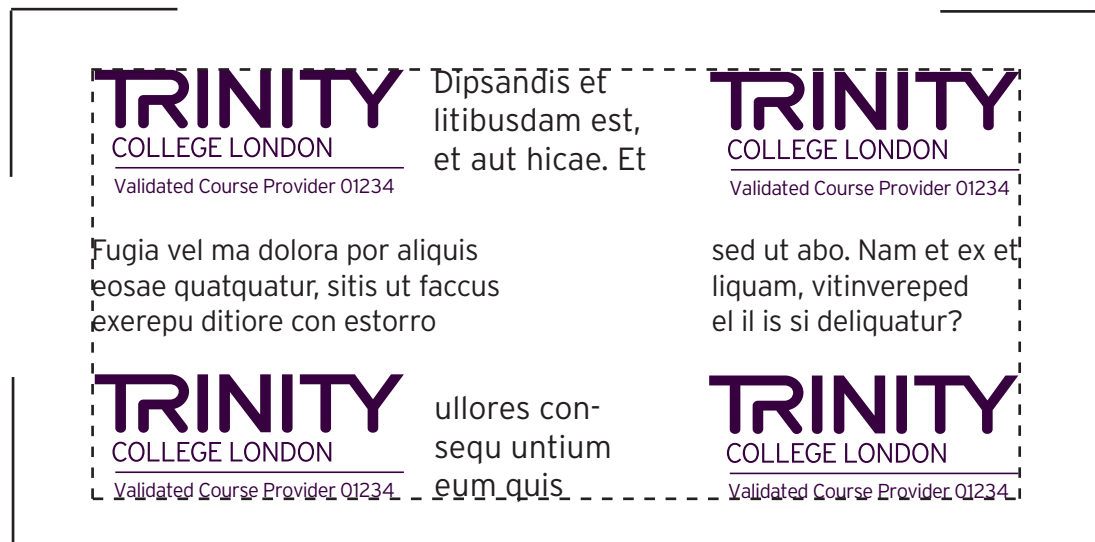 TRINITY
COLLEGE LONDON
Validated Course Provider 01234
Dipsandis et
litibusdam est,
et aut hicae. Et
TRINITY
COLLEGE LONDON
Validated Course Provider 01234
Fugia vel ma dolora por aliquis
eosae quatquatur, sitis ut faccus
exerepu ditiore con estorro
sed ut abo. Nam et ex et
liquam, vitinvereped
el il is si deliquatur?
TRINITY
COLLEGE LONDON
Validated Course Provider 01234
ullores con-
sequ untium
eum quis
TRINITY
COLLEGE LONDON
Validated Course Provider 01234